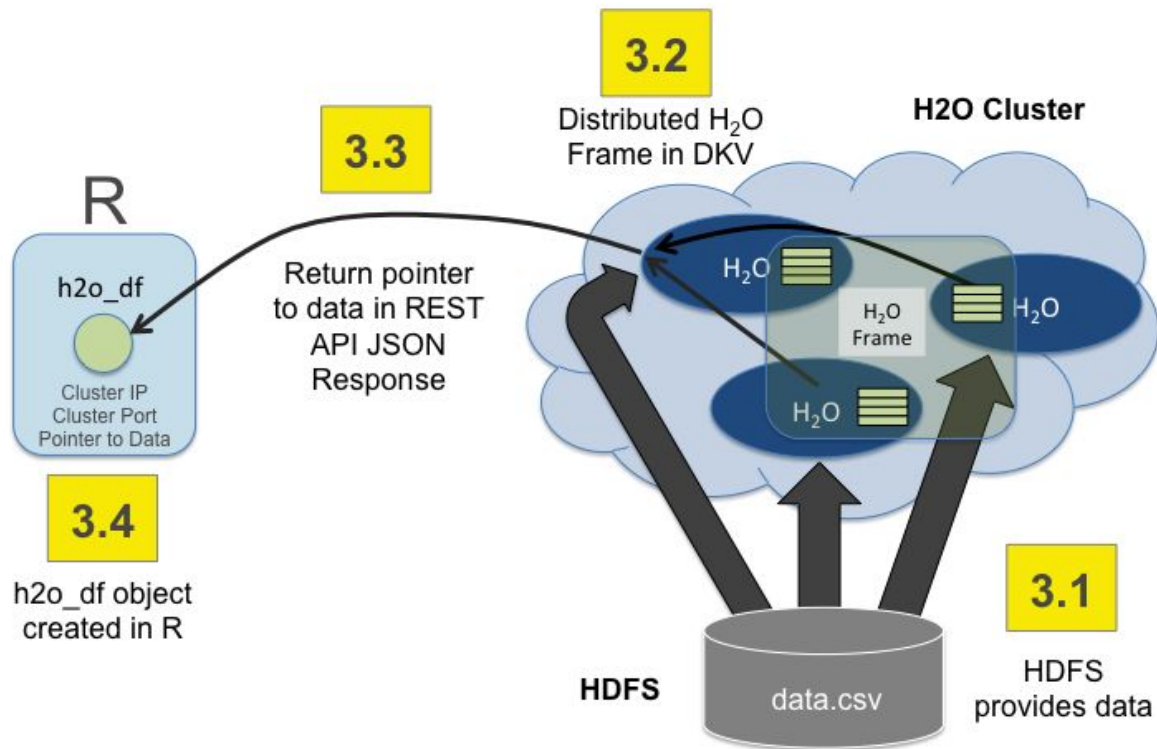 3.2
Distributed H₂O
Frame in DKV
H2O Cluster
3.3
R
h2o_df
Cluster IP
Cluster Port
Pointer to Data
Return pointer
to data in REST
API JSON
Response
H₂O
H₂O
Frame
H₂O
H₂O
3.4
h2o_df object
created in R
3.1
HDFS
provides data
HDFS
data.csv